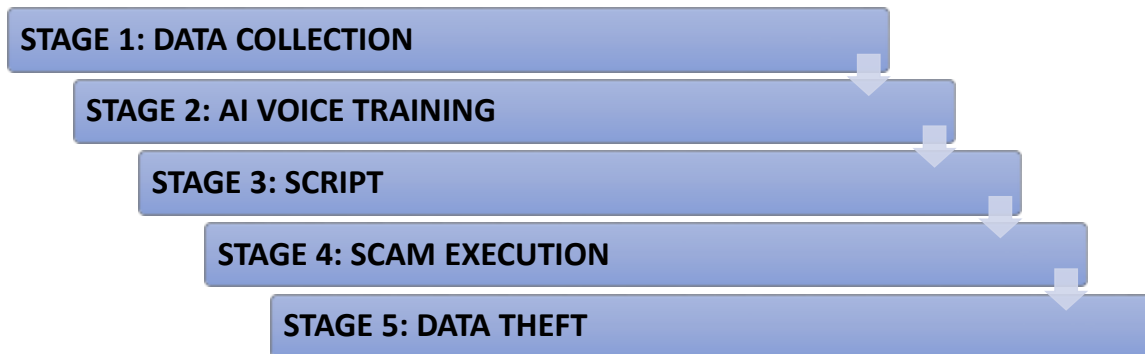 STAGE 1: DATA COLLECTION
STAGE 2: AI VOICE TRAINING
STAGE 3: SCRIPT
STAGE 4: SCAM EXECUTION
STAGE 5: DATA THEFT